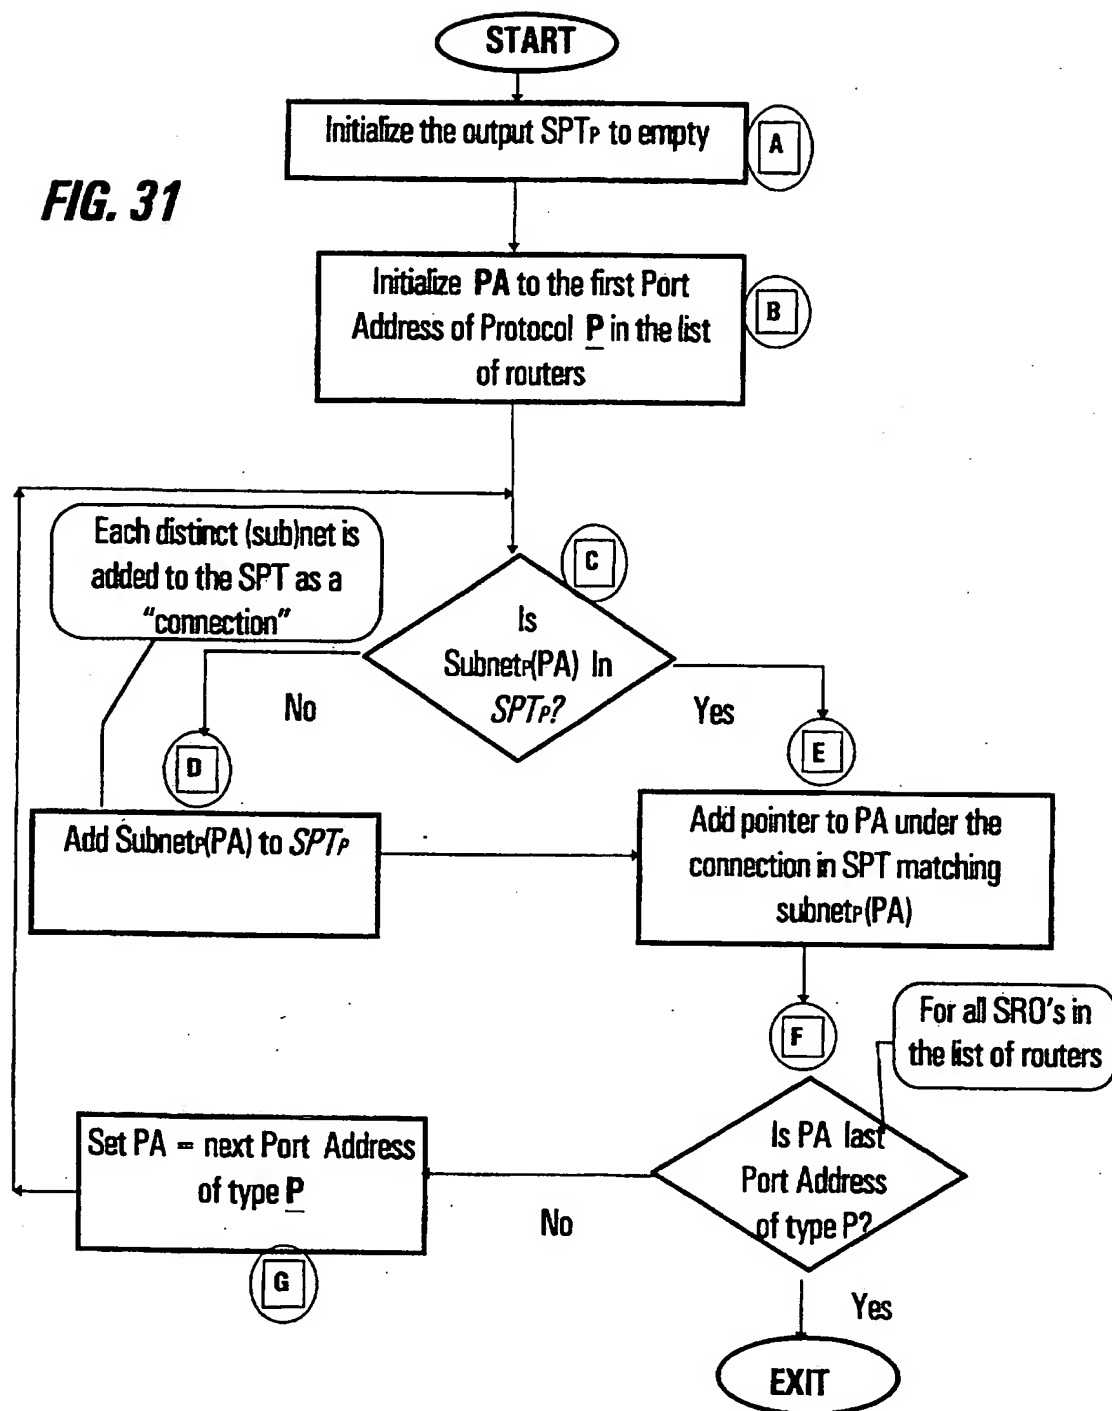 START
Initialize the output SPTP to empty
A
FIG. 31
Initialize PA to the first Port
Address of Protocol P in the list
of routers
B
Each distinct (sub)net is
added to the SPT as a
"connection"
C
Is
SubnetP(PA) In
SPTP?
No
Yes
D
E
Add SubnetP(PA) to SPTP
Add pointer to PA under the
connection in SPT matching
subnetP(PA)
F
For all SRO's in
the list of routers
Set PA = next Port Address
of type P
Is PA last
Port Address
of type P?
No
G
Yes
EXIT